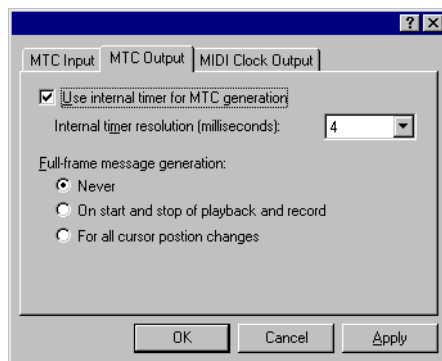 MTC Input MTC Output MIDI Clock Output
Use internal timer for MTC generation
Internal timer resolution (milliseconds): 4
Full-frame message generation:
Never
On start and stop of playback and record
For all cursor postion changes
OK Cancel Apply